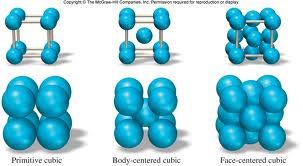 Copyright © The McGraw-Hill Companies, Inc. Permission required for reproduction or display.
Primitive cubic
Body-centered cubic
Face-centered cubic